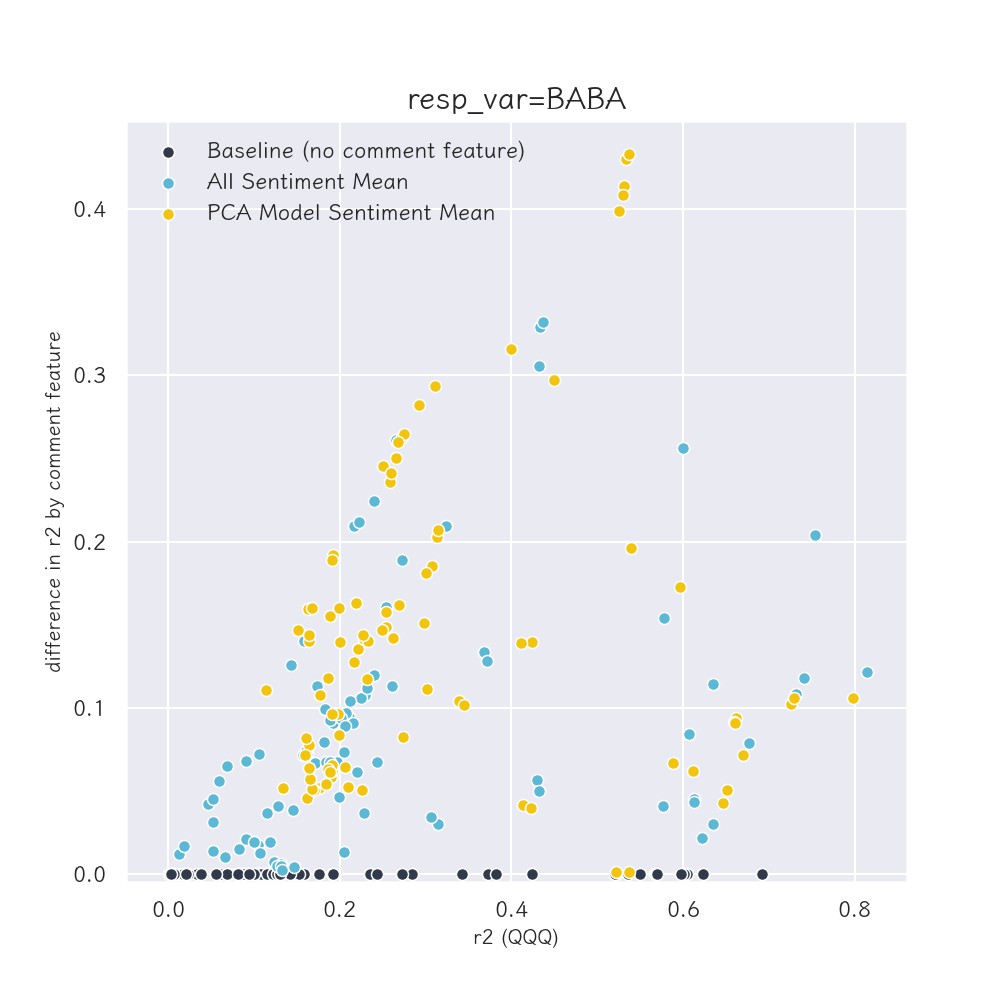 resp_var=BABA
Baseline (no comment feature)
All Sentiment Mean
PCA Model Sentiment Mean
difference in r2 by comment feature
0.4
0.3
0.2
0.1
0.0
0.0 0.2 0.4 0.6 0.8
r2 (QQQ)